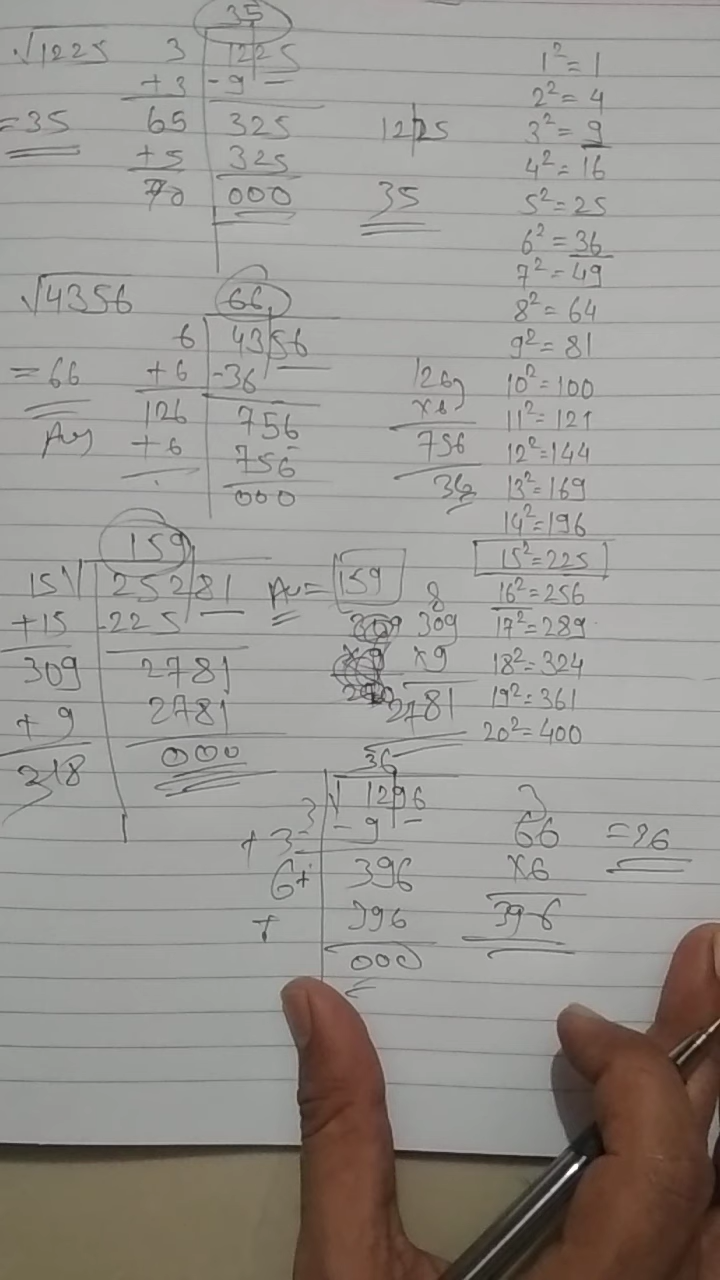 35
√1225 3 1225
+3 -9
=35 65 325 1225
+5 325
70 000 35
√4356 66
6 4356
=66 +6 -36 126
126 756 x6
+6 756 756
000 36
159
15√ 25281 = 159 8
+15 -225 309
309 2781 x9
+9 2781 2781
318 000
36
3 √1296 3
+3 -9 66 =36
6+ 396 x6
+ 396 396
000
1²=1
2²=4
3²=9
4²=16
5²=25
6²=36
7²=49
8²=64
9²=81
10²=100
11²=121
12²=144
13²=169
14²=196
15²=225
16²=256
17²=289
18²=324
19²=361
20²=400